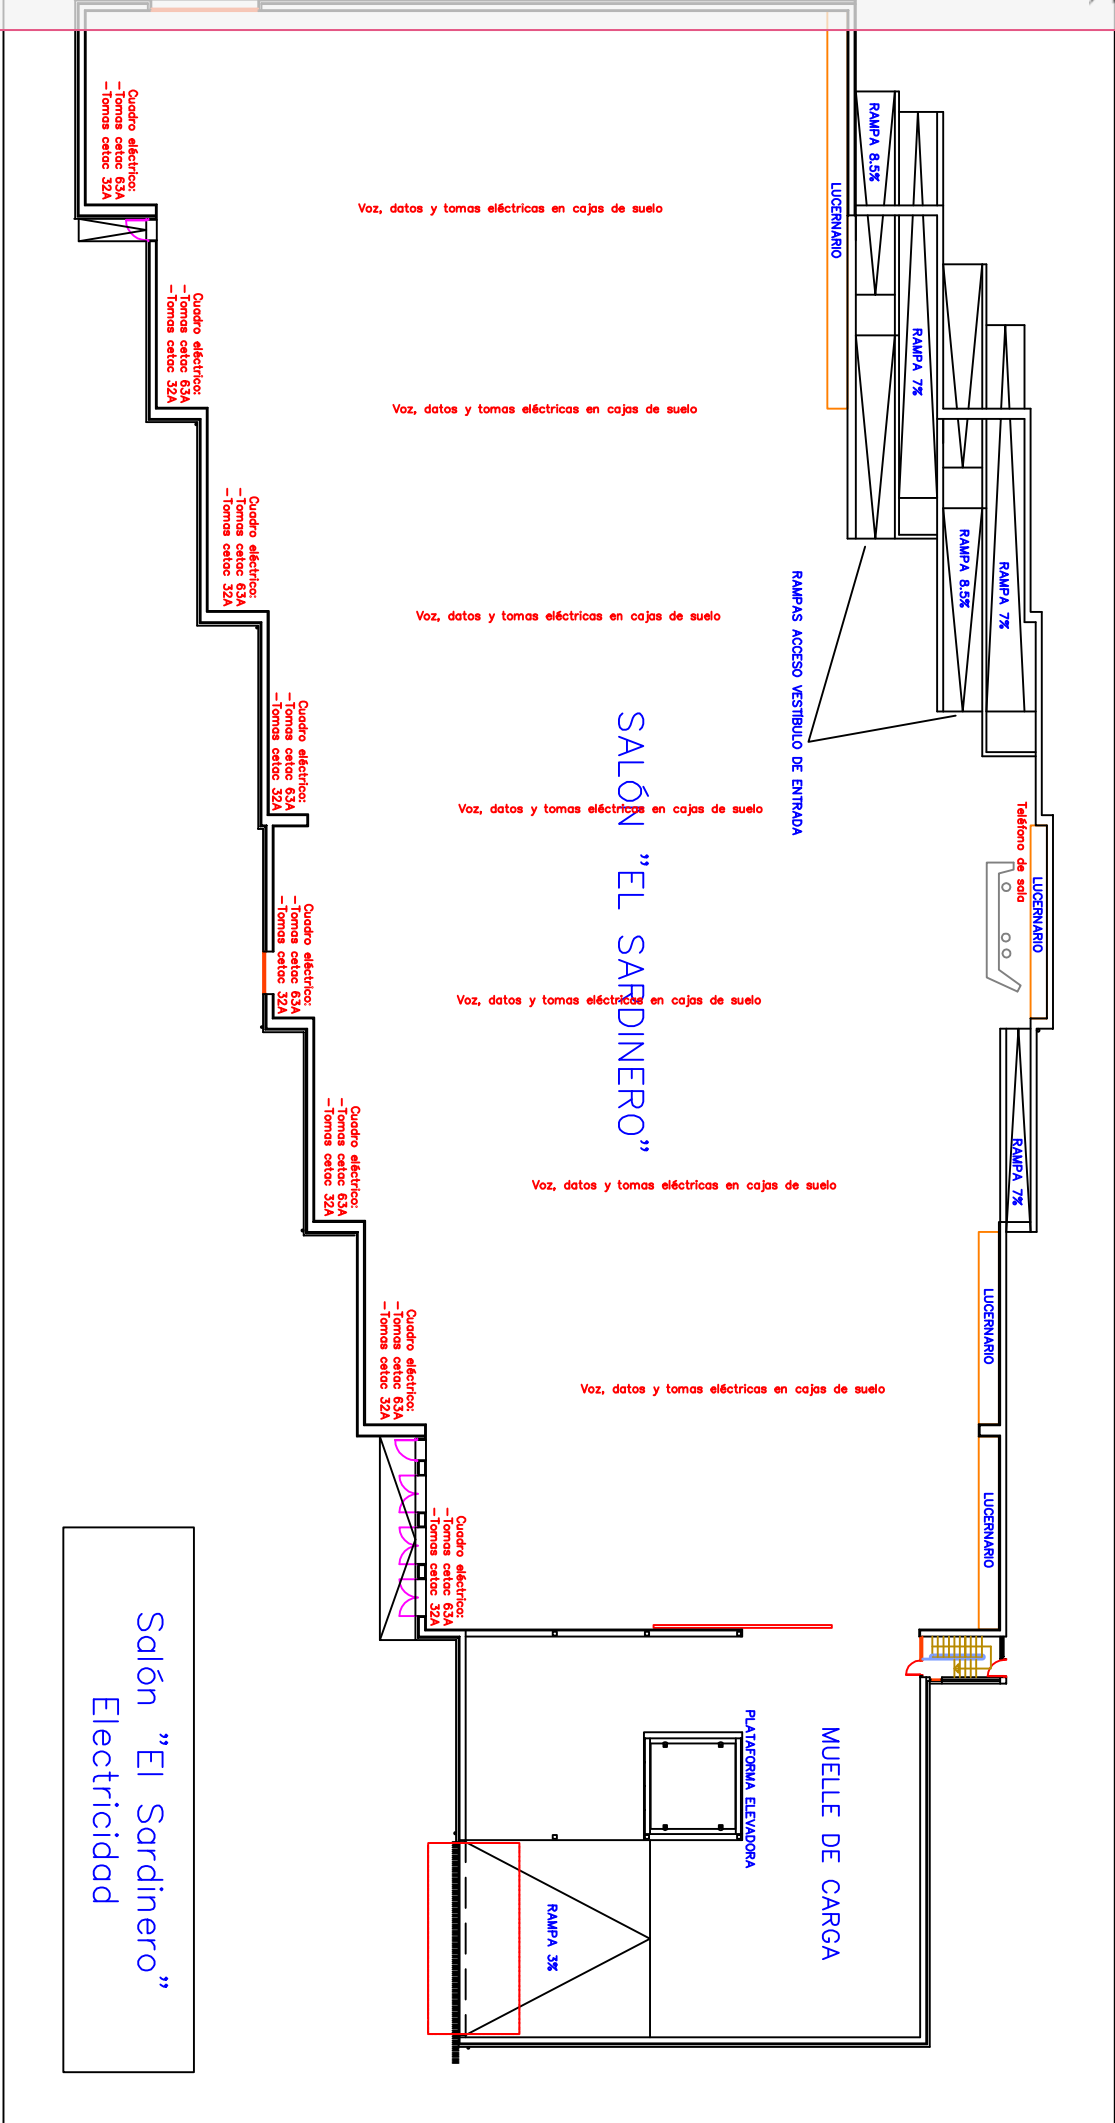 Cuadro eléctrico:
-Tomas cetac 63A
-Tomas cetac 32A
RAMPA 8.5%
LUCERNARIO
Voz, datos y tomas eléctricas en cajas de suelo
Cuadro eléctrico:
-Tomas cetac 63A
-Tomas cetac 32A
RAMPA 7%
Voz, datos y tomas eléctricas en cajas de suelo
Cuadro eléctrico:
-Tomas cetac 63A
-Tomas cetac 32A
RAMPA 8.5%
RAMPA 7%
RAMPAS ACCESO VESTÍBULO DE ENTRADA
Voz, datos y tomas eléctricas en cajas de suelo
Cuadro eléctrico:
-Tomas cetac 63A
-Tomas cetac 32A
SALÓN "EL SARDINERO"
Voz, datos y tomas eléctricas en cajas de suelo
Teléfono de sala
LUCERNARIO
Cuadro eléctrico:
-Tomas cetac 63A
-Tomas cetac 32A
Voz, datos y tomas eléctricas en cajas de suelo
Cuadro eléctrico:
-Tomas cetac 63A
-Tomas cetac 32A
RAMPA 7%
Voz, datos y tomas eléctricas en cajas de suelo
LUCERNARIO
Cuadro eléctrico:
-Tomas cetac 63A
-Tomas cetac 32A
Voz, datos y tomas eléctricas en cajas de suelo
LUCERNARIO
Cuadro eléctrico:
-Tomas cetac 63A
-Tomas cetac 32A
PLATAFORMA ELEVADORA
MUELLE DE CARGA
RAMPA 3%
Salón "El Sardinero"
Electricidad